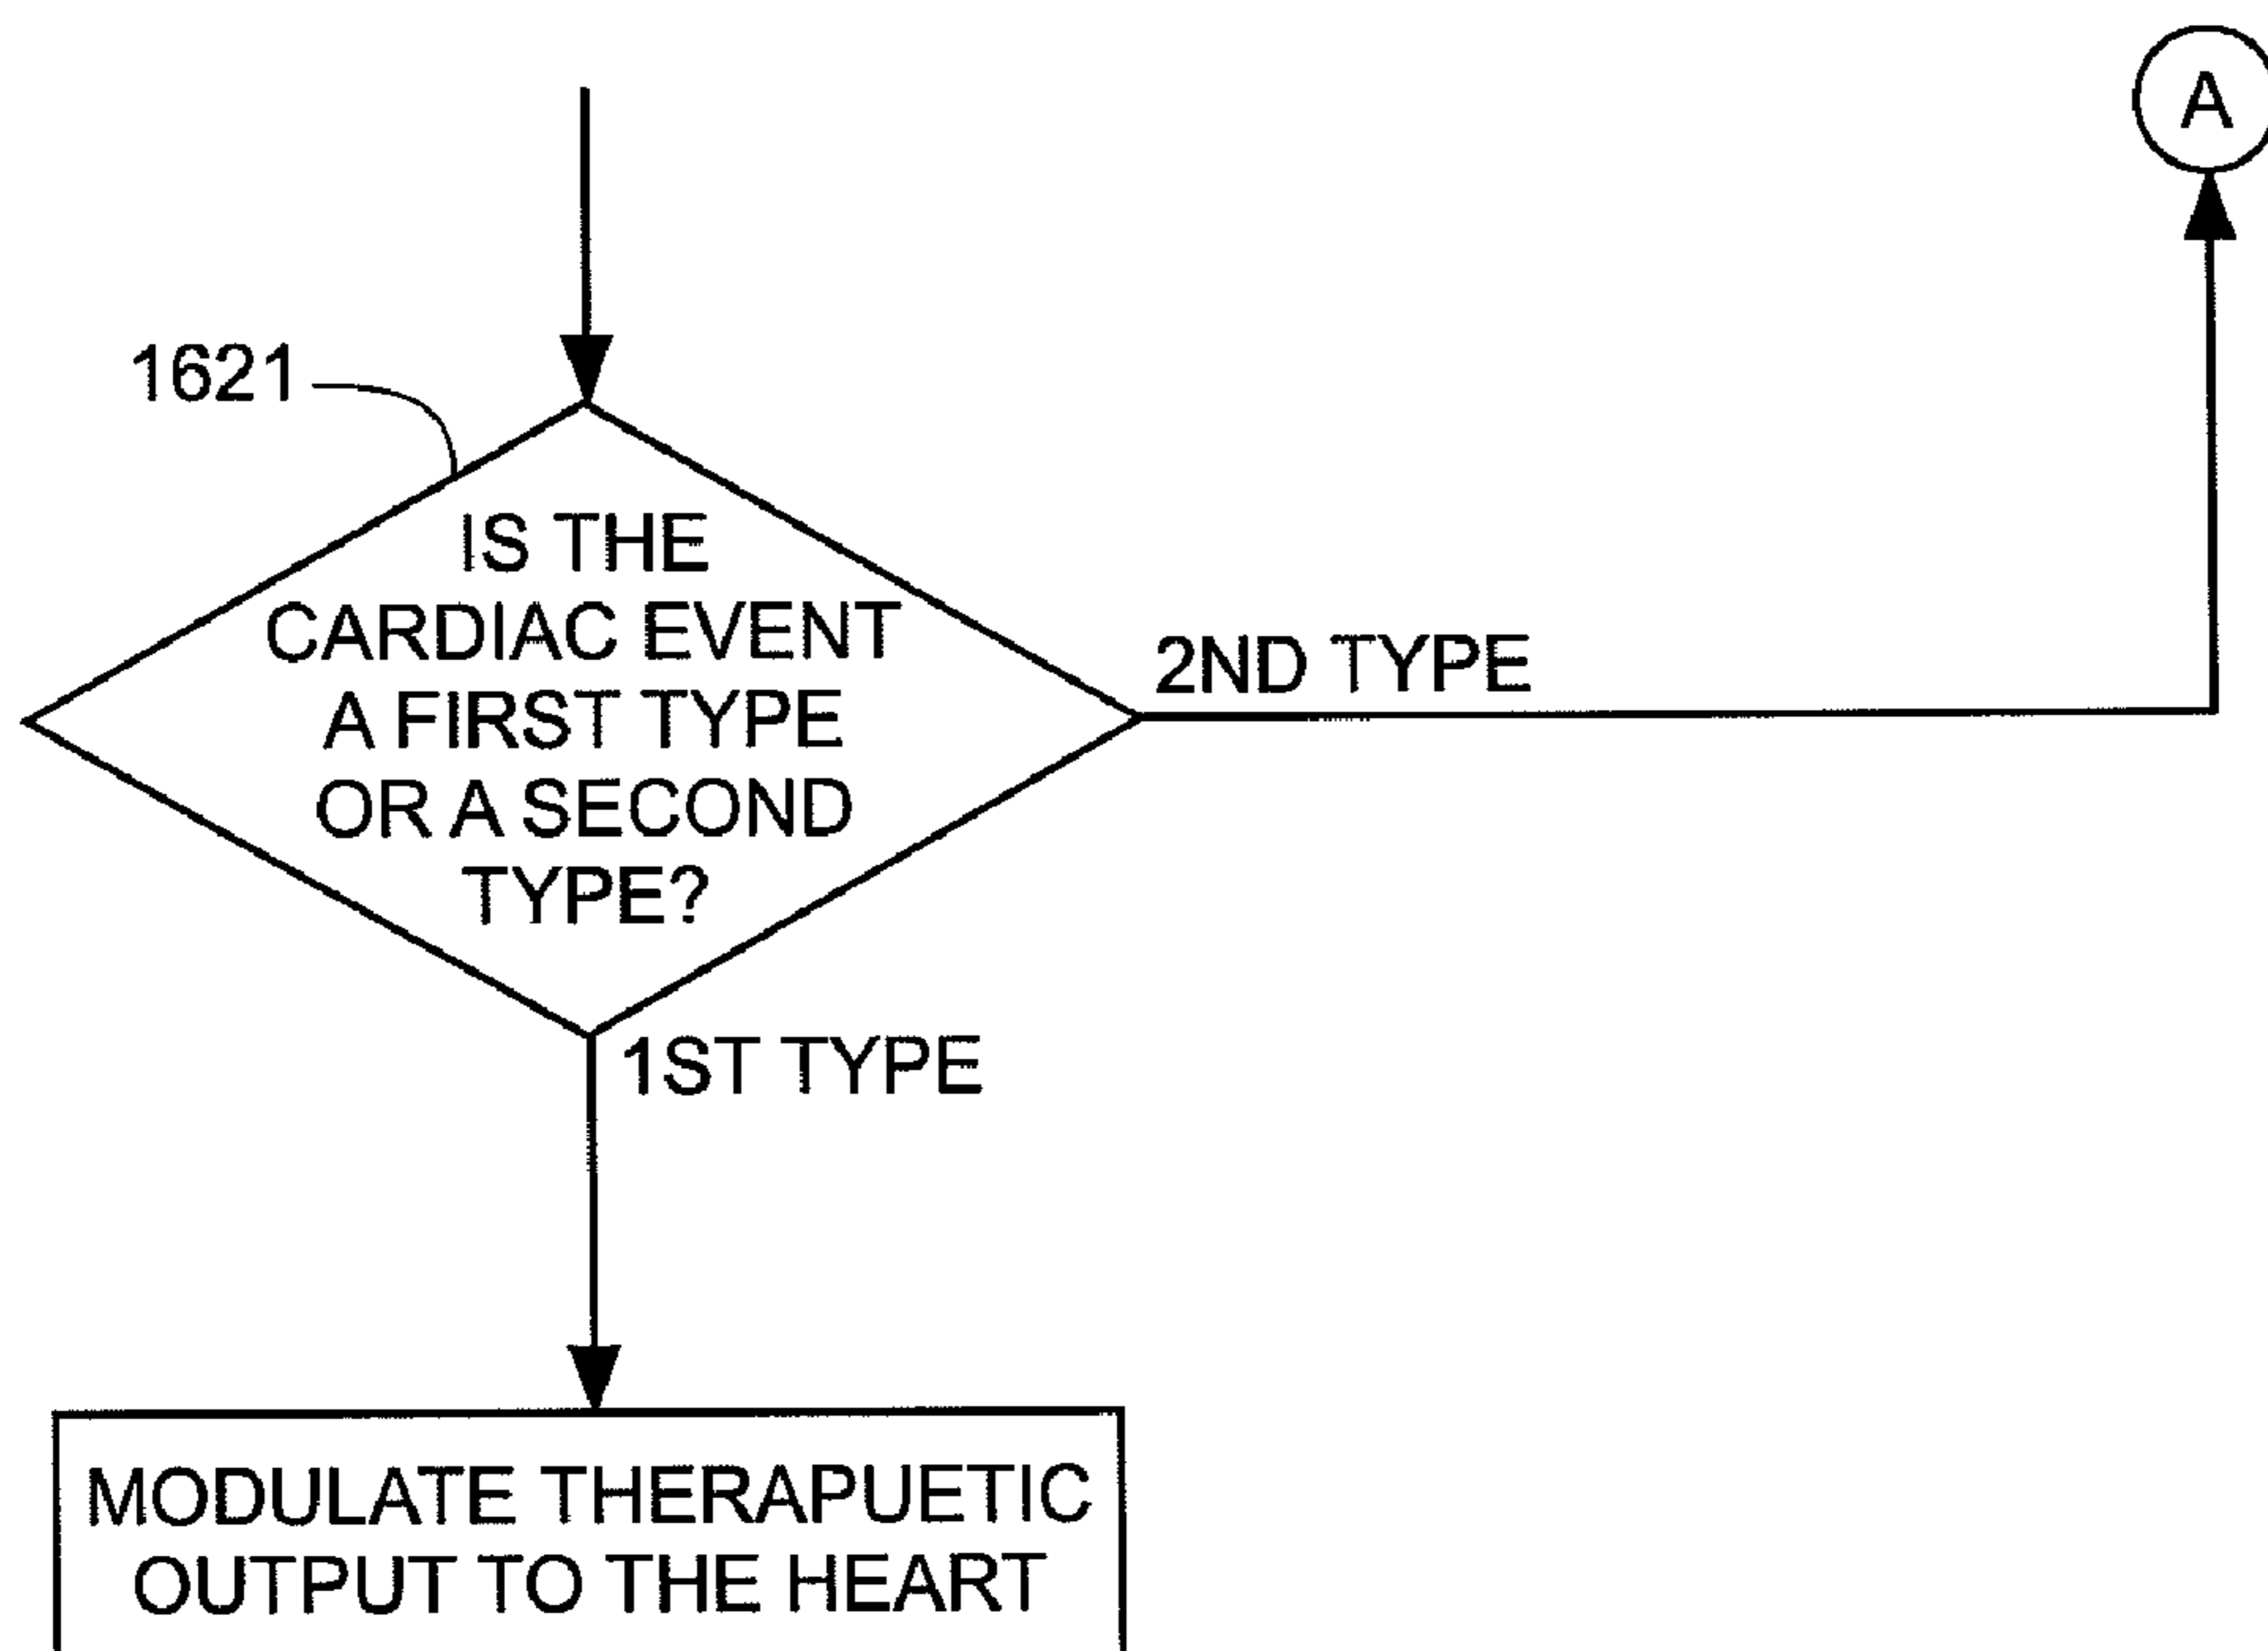 A
1621
IS THE
CARDIAC EVENT
A FIRST TYPE
OR A SECOND
TYPE?
2ND TYPE
1ST TYPE
MODULATE THERAPUETIC
OUTPUT TO THE HEART